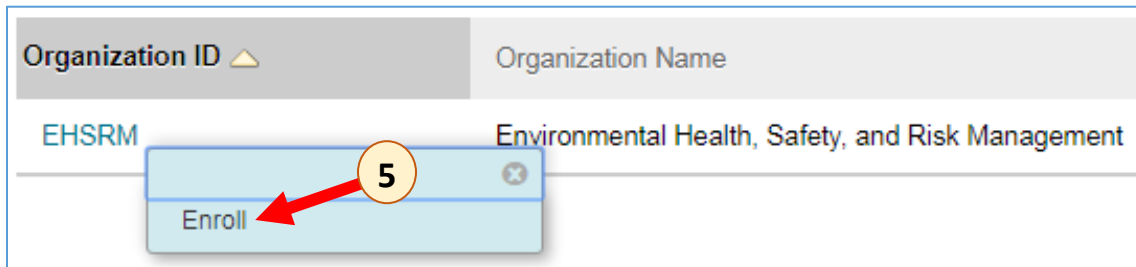 Organization ID
Organization Name
EHSRM
Environmental Health, Safety, and Risk Management
5
Enroll